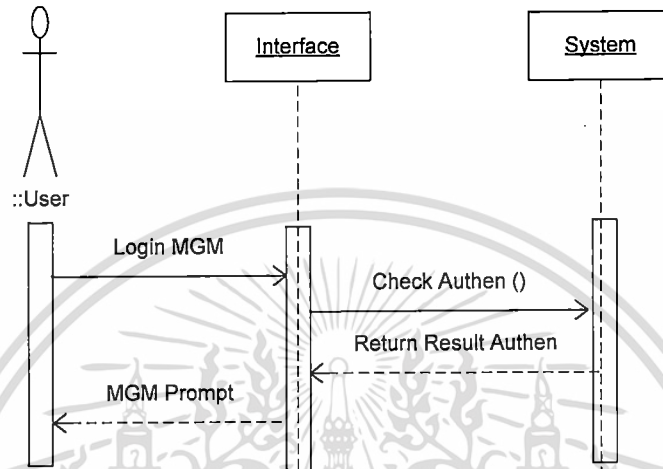 Interface
System
::User
Login MGM
Check Authen ()
Return Result Authen
MGM Prompt